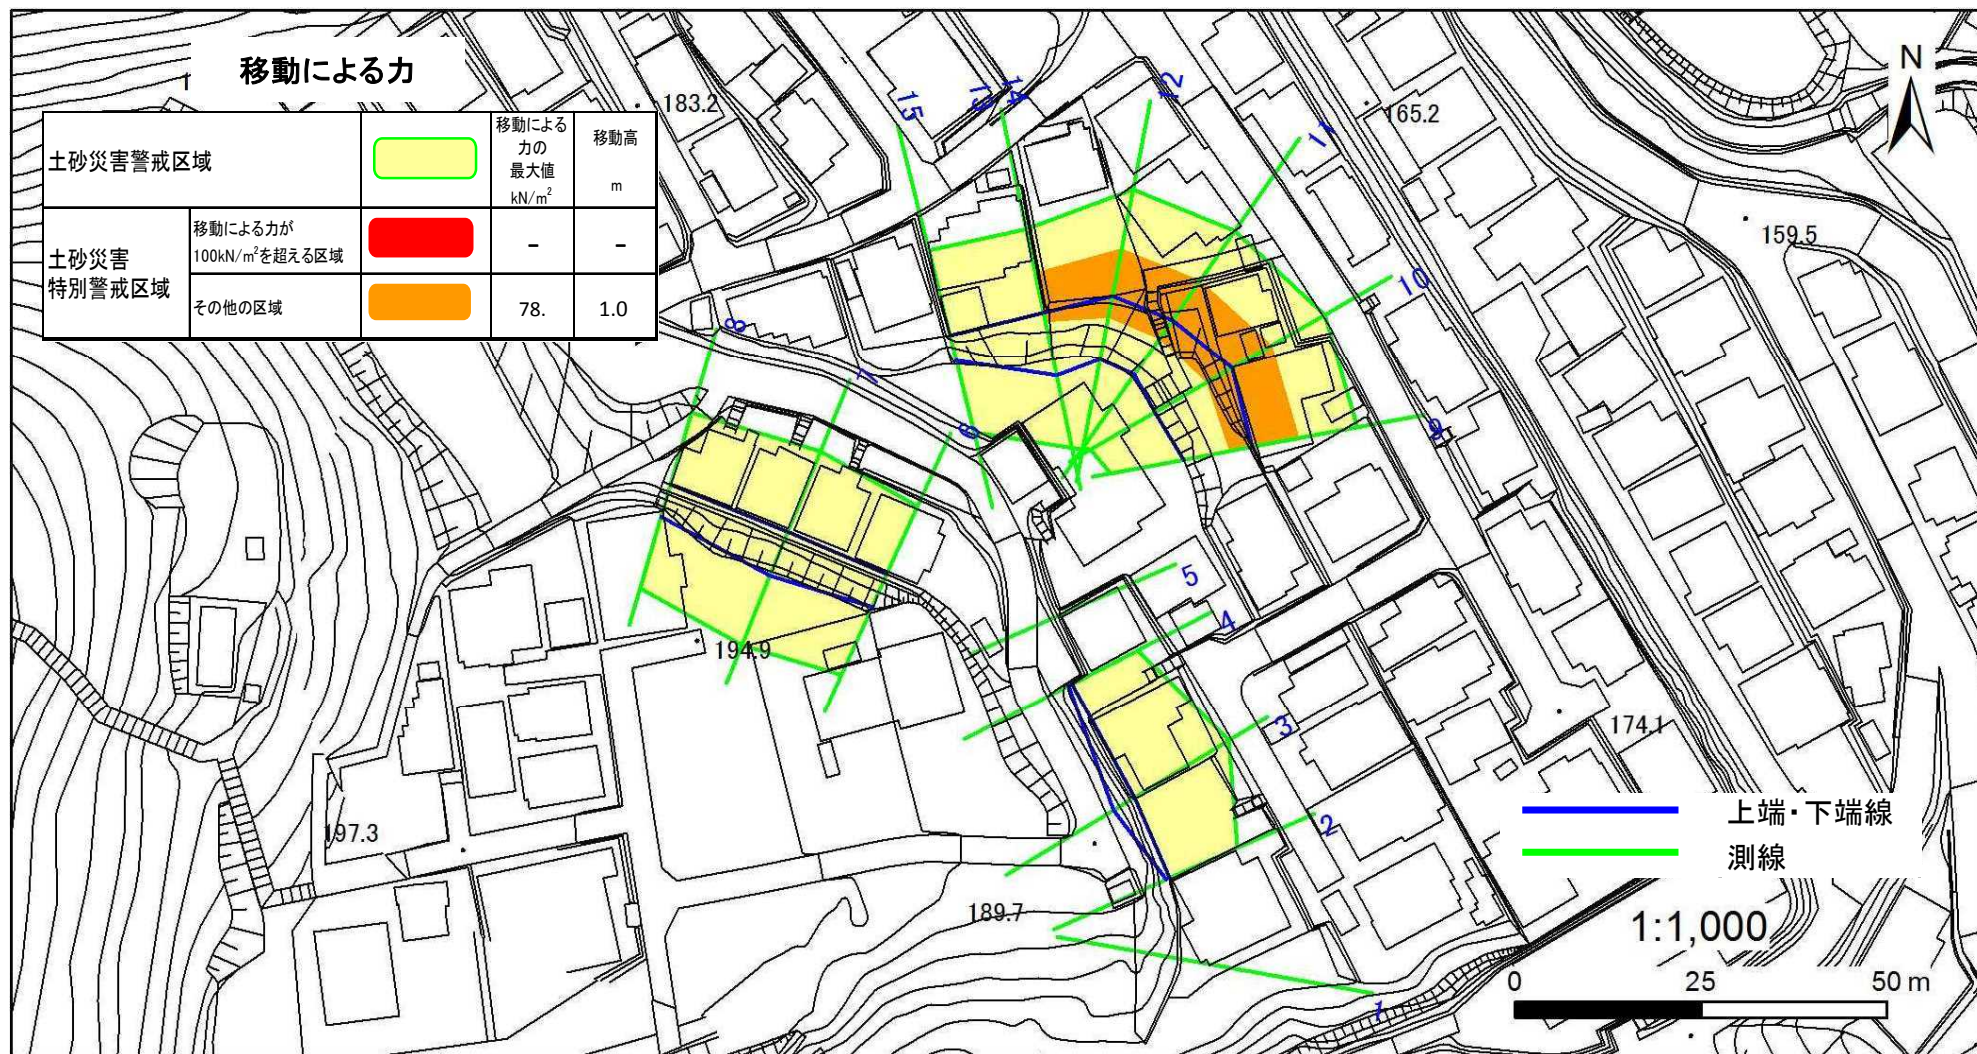 移動による力
土砂災害警戒区域
移動による
力の
最大値
kN/m²
移動高
m
土砂災害
特別警戒区域
移動による力が
100kN/㎡を超える区域
-
-
その他の区域
78.
1.0
1
183.2
165.2
159.5
194.9
197.3
189.7
174.1
15
13
14
12
11
10
9
8
7
6
5
4
3
2
1
N
上端・下端線
測線
1:1,000
0
25
50 m